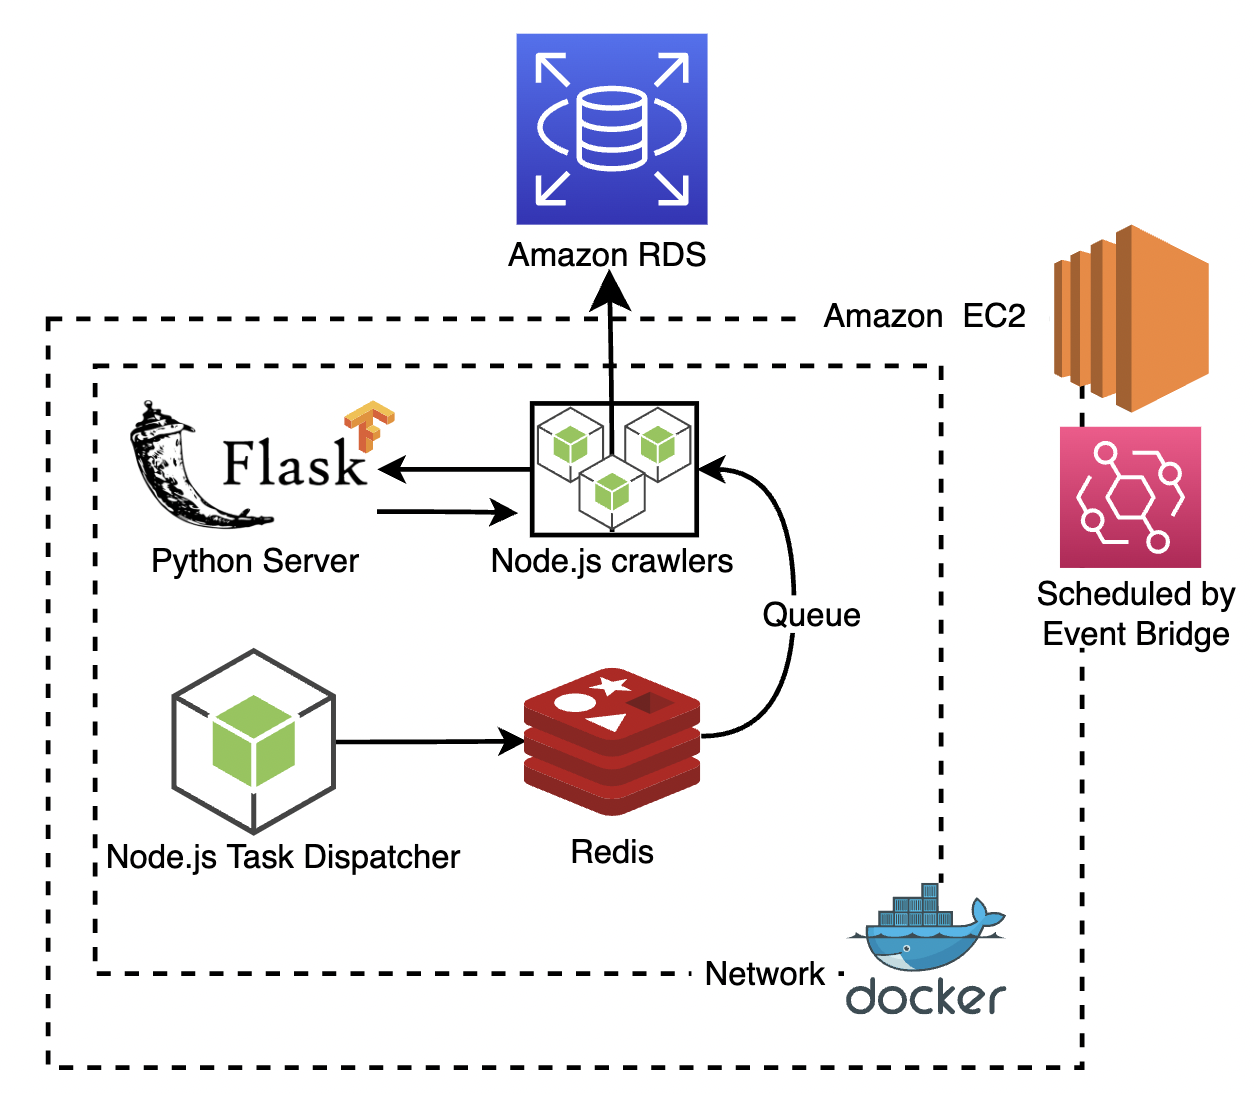 Amazon RDS
Amazon EC2
Flask
Python Server
Node.js crawlers
Scheduled by
Event Bridge
Queue
Node.js Task Dispatcher
Redis
Network
docker